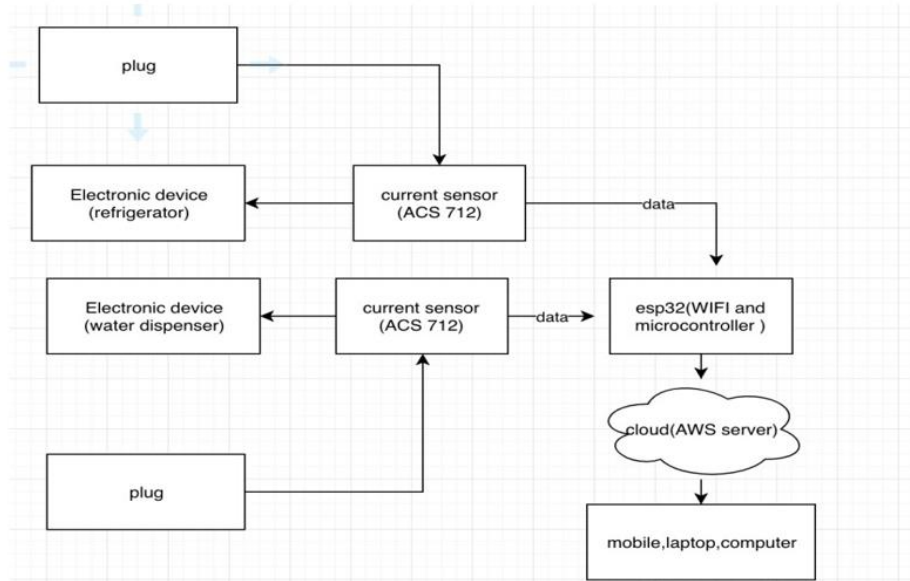 plug
Electronic device
(refrigerator)
current sensor
(ACS 712)
data
Electronic device
(water dispenser)
current sensor
(ACS 712)
data
esp32(WIFI and
microcontroller )
cloud(AWS server)
plug
mobile,laptop,computer